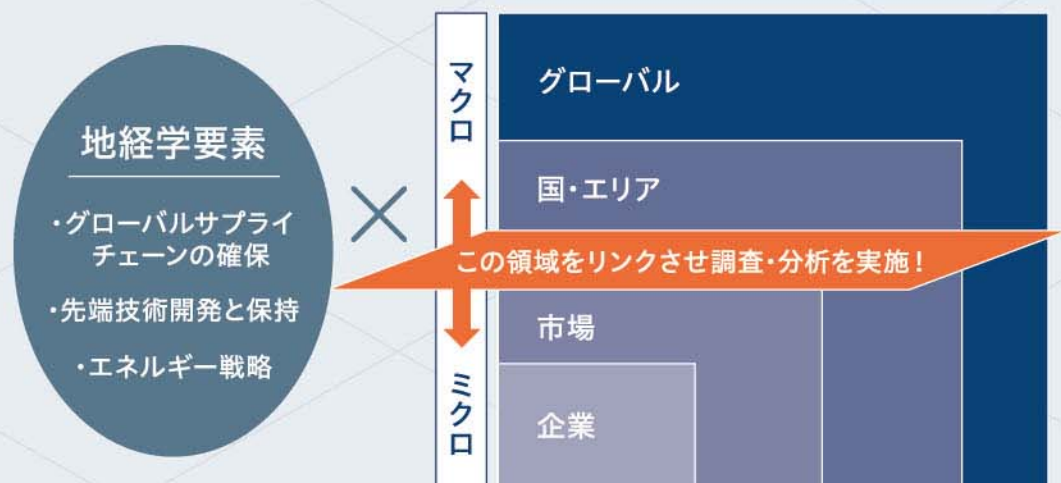 地経学要素
・グローバルサプライ
チェーンの確保
・先端技術開発と保持
・エネルギー戦略
×
マクロ
ミクロ
グローバル
国・エリア
この領域をリンクさせ調査・分析を実施！
市場
企業